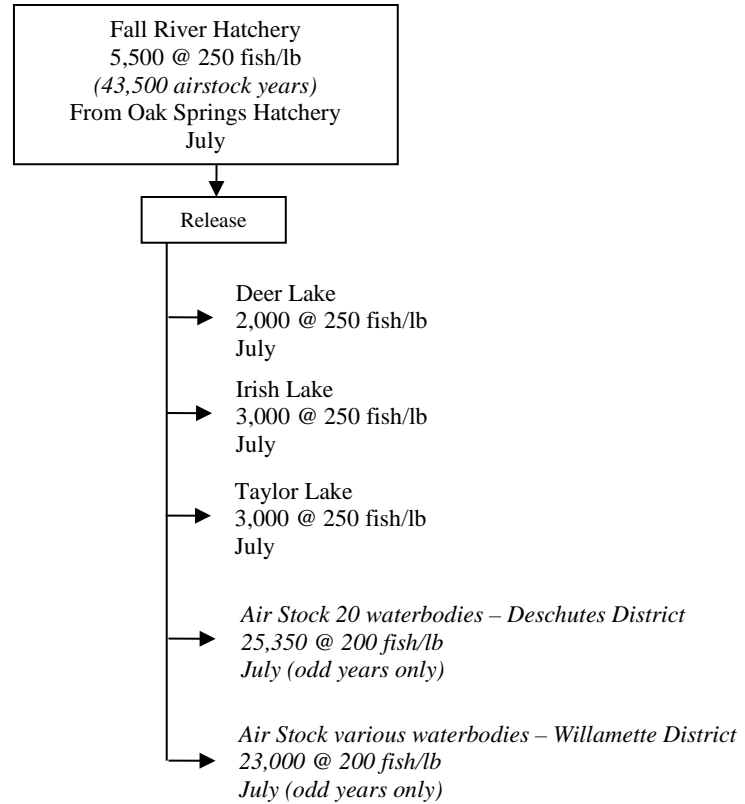 Fall River Hatchery
5,500 @ 250 fish/lb
(43,500 airstock years)
From Oak Springs Hatchery
July
Release
Deer Lake
2,000 @ 250 fish/lb
July
Irish Lake
3,000 @ 250 fish/lb
July
Taylor Lake
3,000 @ 250 fish/lb
July
Air Stock 20 waterbodies – Deschutes District
25,350 @ 200 fish/lb
July (odd years only)
Air Stock various waterbodies – Willamette District
23,000 @ 200 fish/lb
July (odd years only)